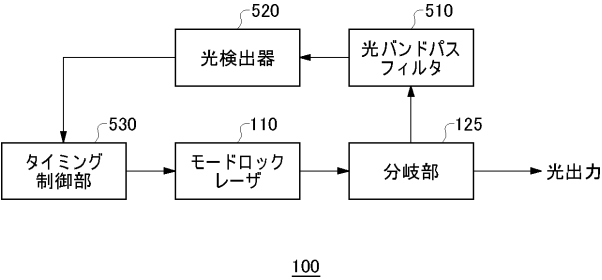 520
510
光検出器
光バンドパス
フィルタ
530
110
125
タイミング
制御部
モードロック
レーザ
分岐部
光出力
100